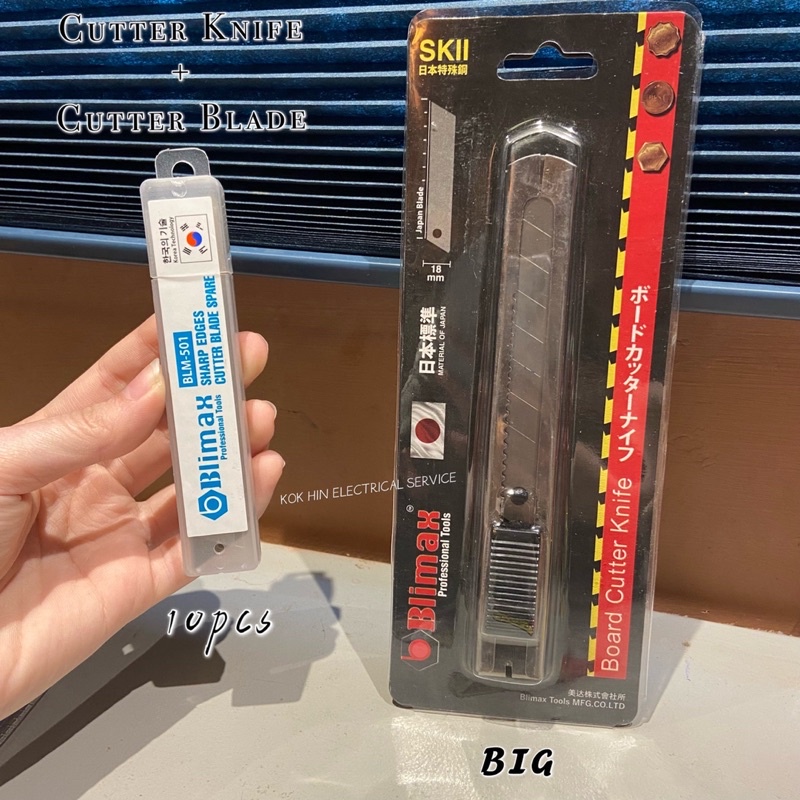 CUTTER KNIFE
+
CUTTER BLADE
한국의 기술
Korea Technology
BLM-501
SHARP EDGES
CUTTER BLADE SPARE
Blimax
Professional Tools
10pcs
KOK HIN ELECTRICAL SERVICE
SKII
日本特殊鋼
Japan Blade
18
mm
日本標準
MATERIAL OF JAPAN
Blimax®
Professional Tools
ボードカッターナイフ
Board Cutter Knife
美达株式會社所
Blimax Tools MFG.CO.LTD
BIG